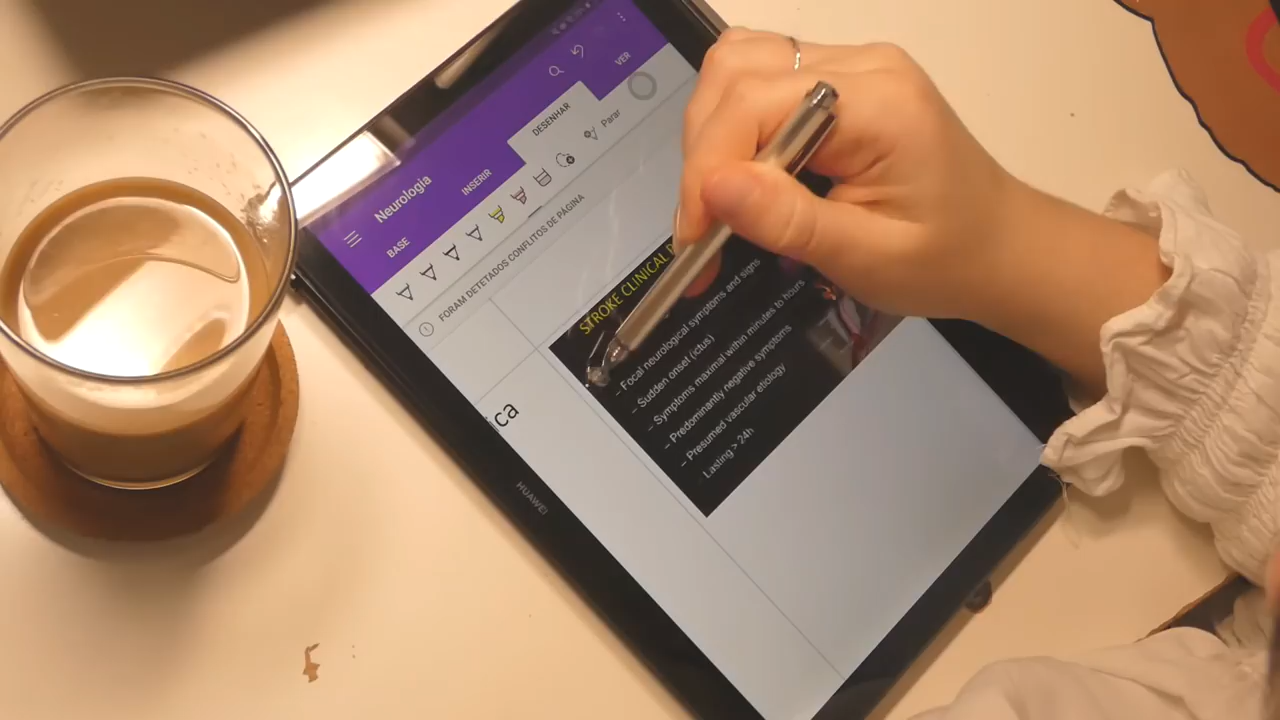 Neurologia
VER
BASE
INSERIR
DESENHAR
Parar
FORAM DETETADOS CONFLITOS DE PÁGINA
STROKE CLINICAL
- Focal neurological symptoms and signs
- Sudden onset (ictus)
- Symptoms maximal within minutes to hours
- Predominantly negative symptoms
- Presumed vascular etiology
- Lasting > 24h
ca
HUAWEI